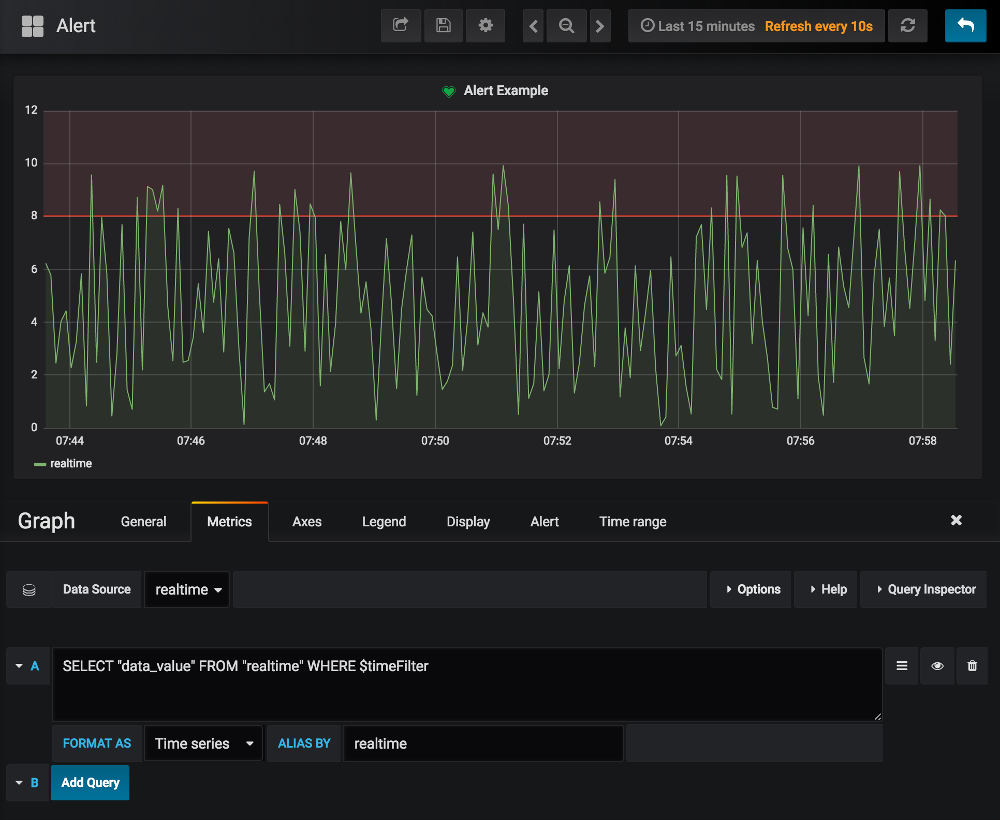 Alert
Last 15 minutes Refresh every 10s
Alert Example
12
10
8
6
4
2
0
07:44 07:46 07:48 07:50 07:52 07:54 07:56 07:58
realtime
Graph General Metrics Axes Legend Display Alert Time range
Data Source realtime Options Help Query Inspector
A SELECT "data_value" FROM "realtime" WHERE $timeFilter
FORMAT AS Time series ALIAS BY realtime
B Add Query